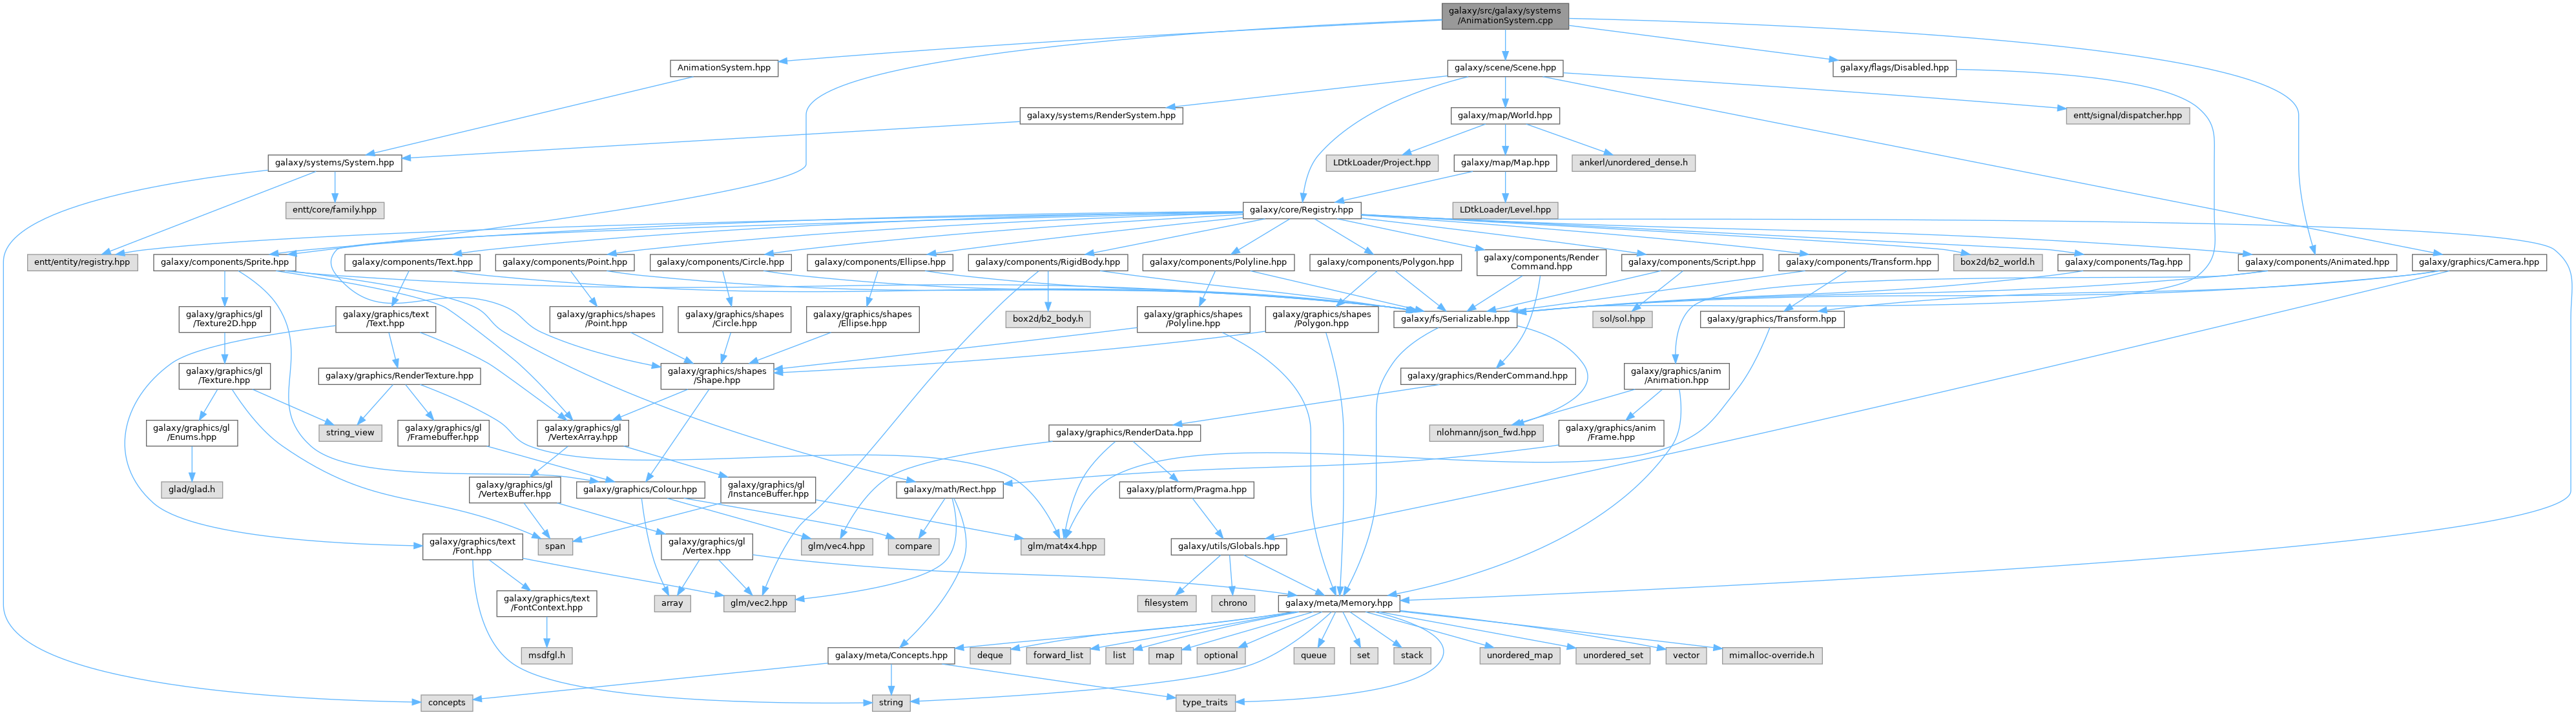 galaxy/src/galaxy/systems
/AnimationSystem.cpp
AnimationSystem.hpp
galaxy/scene/Scene.hpp
galaxy/flags/Disabled.hpp
galaxy/systems/RenderSystem.hpp
galaxy/map/World.hpp
entt/signal/dispatcher.hpp
galaxy/systems/System.hpp
LDtkLoader/Project.hpp
galaxy/map/Map.hpp
ankerl/unordered_dense.h
entt/core/family.hpp
galaxy/core/Registry.hpp
LDtkLoader/Level.hpp
entt/entity/registry.hpp
galaxy/components/Sprite.hpp
galaxy/components/Text.hpp
galaxy/components/Point.hpp
galaxy/components/Circle.hpp
galaxy/components/Ellipse.hpp
galaxy/components/RigidBody.hpp
galaxy/components/Polyline.hpp
galaxy/components/Polygon.hpp
galaxy/components/Render
Command.hpp
galaxy/components/Script.hpp
galaxy/components/Transform.hpp
box2d/b2_world.h
galaxy/components/Tag.hpp
galaxy/components/Animated.hpp
galaxy/graphics/Camera.hpp
galaxy/graphics/gl
/Texture2D.hpp
galaxy/graphics/text
/Text.hpp
galaxy/graphics/shapes
/Point.hpp
galaxy/graphics/shapes
/Circle.hpp
galaxy/graphics/shapes
/Ellipse.hpp
box2d/b2_body.h
galaxy/graphics/shapes
/Polyline.hpp
galaxy/graphics/shapes
/Polygon.hpp
galaxy/fs/Serializable.hpp
sol/sol.hpp
galaxy/graphics/Transform.hpp
galaxy/graphics/gl
/Texture.hpp
galaxy/graphics/RenderTexture.hpp
galaxy/graphics/shapes
/Shape.hpp
galaxy/graphics/RenderCommand.hpp
galaxy/graphics/anim
/Animation.hpp
galaxy/graphics/gl
/Enums.hpp
string_view
galaxy/graphics/gl
/Framebuffer.hpp
galaxy/graphics/gl
/VertexArray.hpp
galaxy/graphics/RenderData.hpp
nlohmann/json_fwd.hpp
galaxy/graphics/anim
/Frame.hpp
glad/glad.h
galaxy/graphics/gl
/VertexBuffer.hpp
galaxy/graphics/Colour.hpp
galaxy/graphics/gl
/InstanceBuffer.hpp
galaxy/math/Rect.hpp
galaxy/platform/Pragma.hpp
galaxy/graphics/text
/Font.hpp
span
galaxy/graphics/gl
/Vertex.hpp
glm/vec4.hpp
compare
glm/mat4x4.hpp
galaxy/utils/Globals.hpp
galaxy/graphics/text
/FontContext.hpp
array
glm/vec2.hpp
filesystem
chrono
galaxy/meta/Memory.hpp
msdfgl.h
galaxy/meta/Concepts.hpp
deque
forward_list
list
map
optional
queue
set
stack
unordered_map
unordered_set
vector
mimalloc-override.h
concepts
string
type_traits